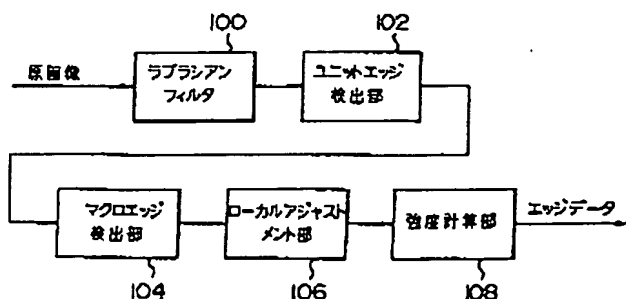 100
102
原画像
ラプラシアン
フィルタ
ユニットエッジ
検出部
マクロエッジ
検出部
ローカルアジャスト
メント部
強度計算部
エッジデータ
104
106
108